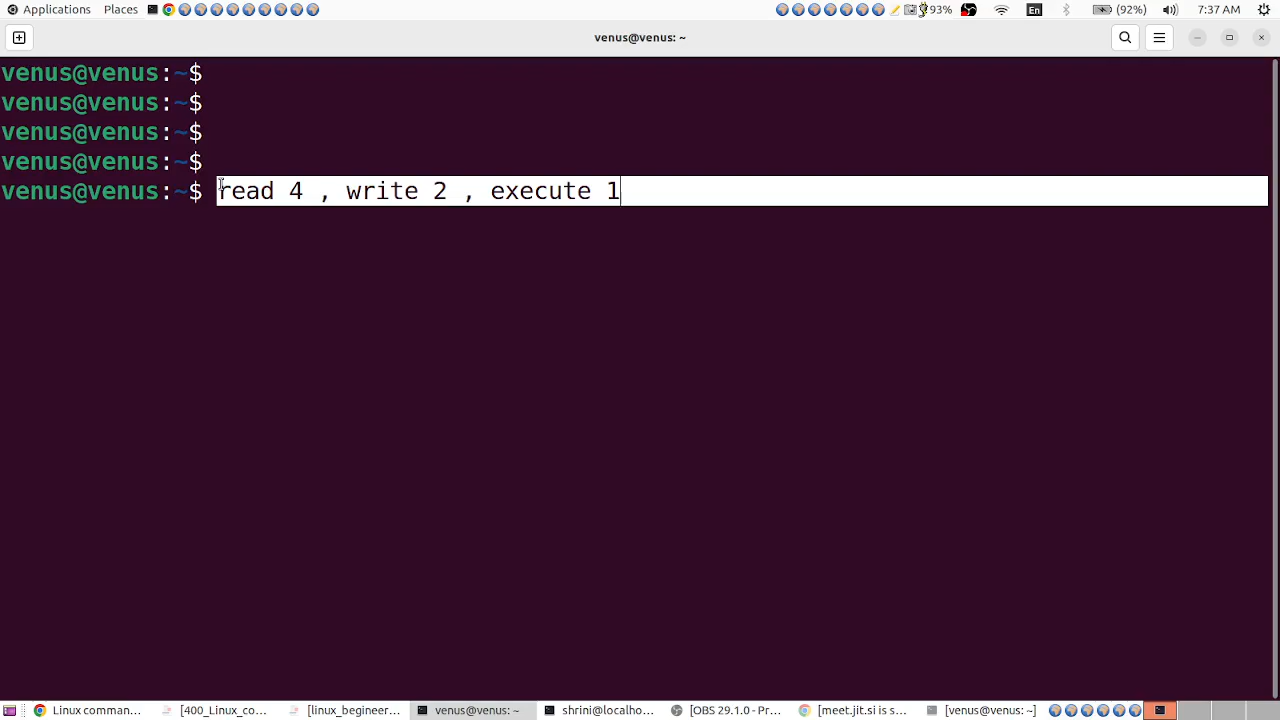 Applications Places 93% En (92%) 7:37 AM
venus@venus: ~
venus@venus:~$
venus@venus:~$
venus@venus:~$
venus@venus:~$
venus@venus:~$ read 4 , write 2 , execute 1
Linux comman... [400_Linux_co... [linux_begineer... venus@venus: ~ shrini@localho... [OBS 29.1.0 - Pr... [meet.jit.si is s... [venus@venus: ~]